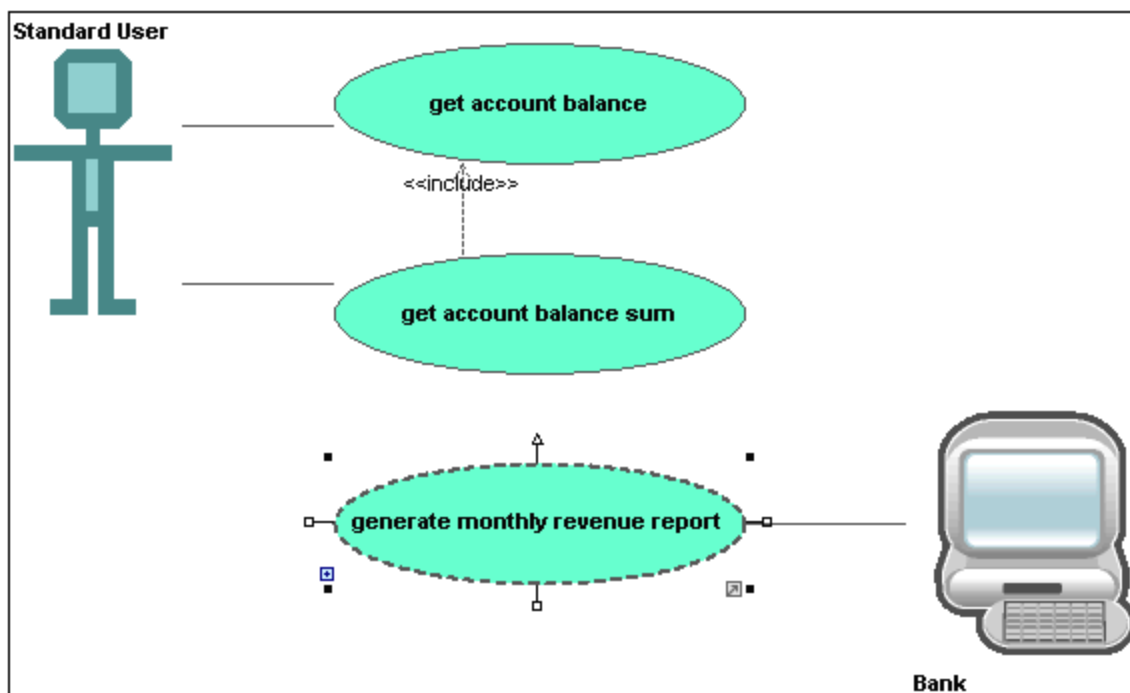 Standard User
get account balance
<<include>>
get account balance sum
generate monthly revenue report
Bank